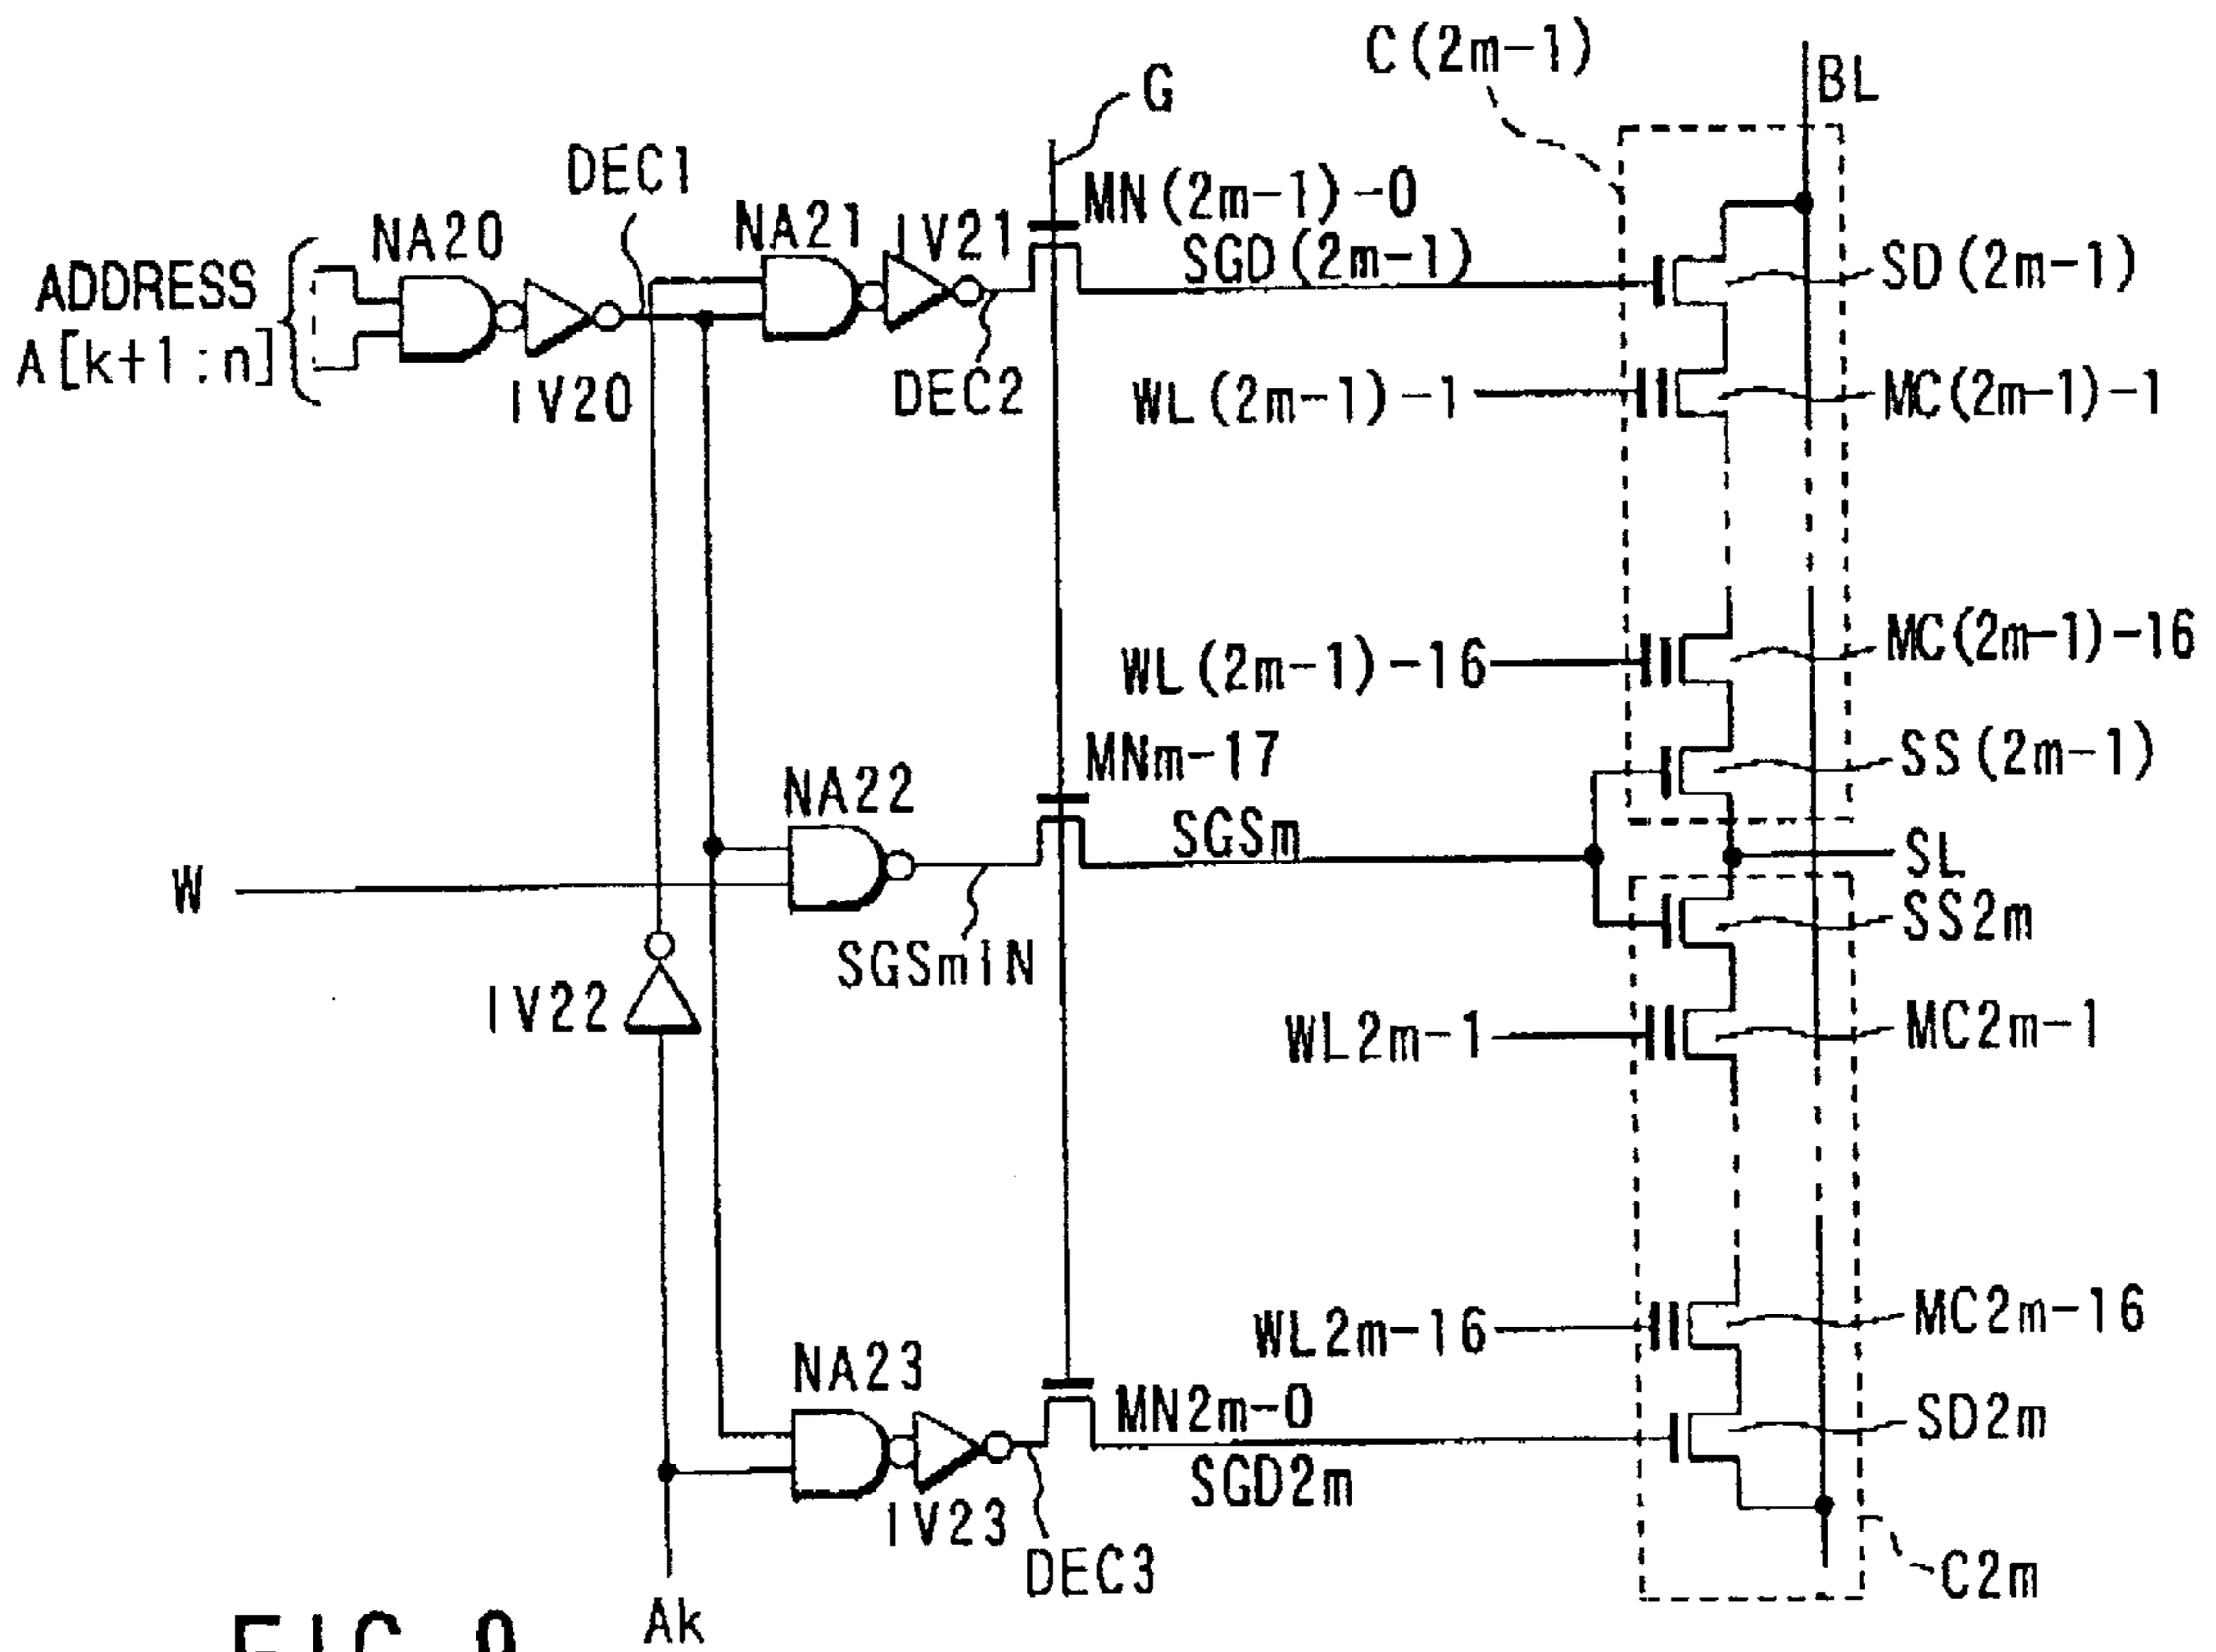 C(2m-1)
BL
G
DEC1
MN(2m-1)-0
NA20
NA21
IV21
SGD(2m-1)
SD(2m-1)
ADDRESS
A[k+1:n]
IV20
DEC2
WL(2m-1)-1
MC(2m-1)-1
WL(2m-1)-16
MC(2m-1)-16
MNm-17
SS(2m-1)
NA22
SGSm
SL
W
SS2m
SGSmIN
IV22
WL2m-1
MC2m-1
WL2m-16
MC2m-16
NA23
MN2m-0
SD2m
SGD2m
IV23
DEC3
C2m
Ak